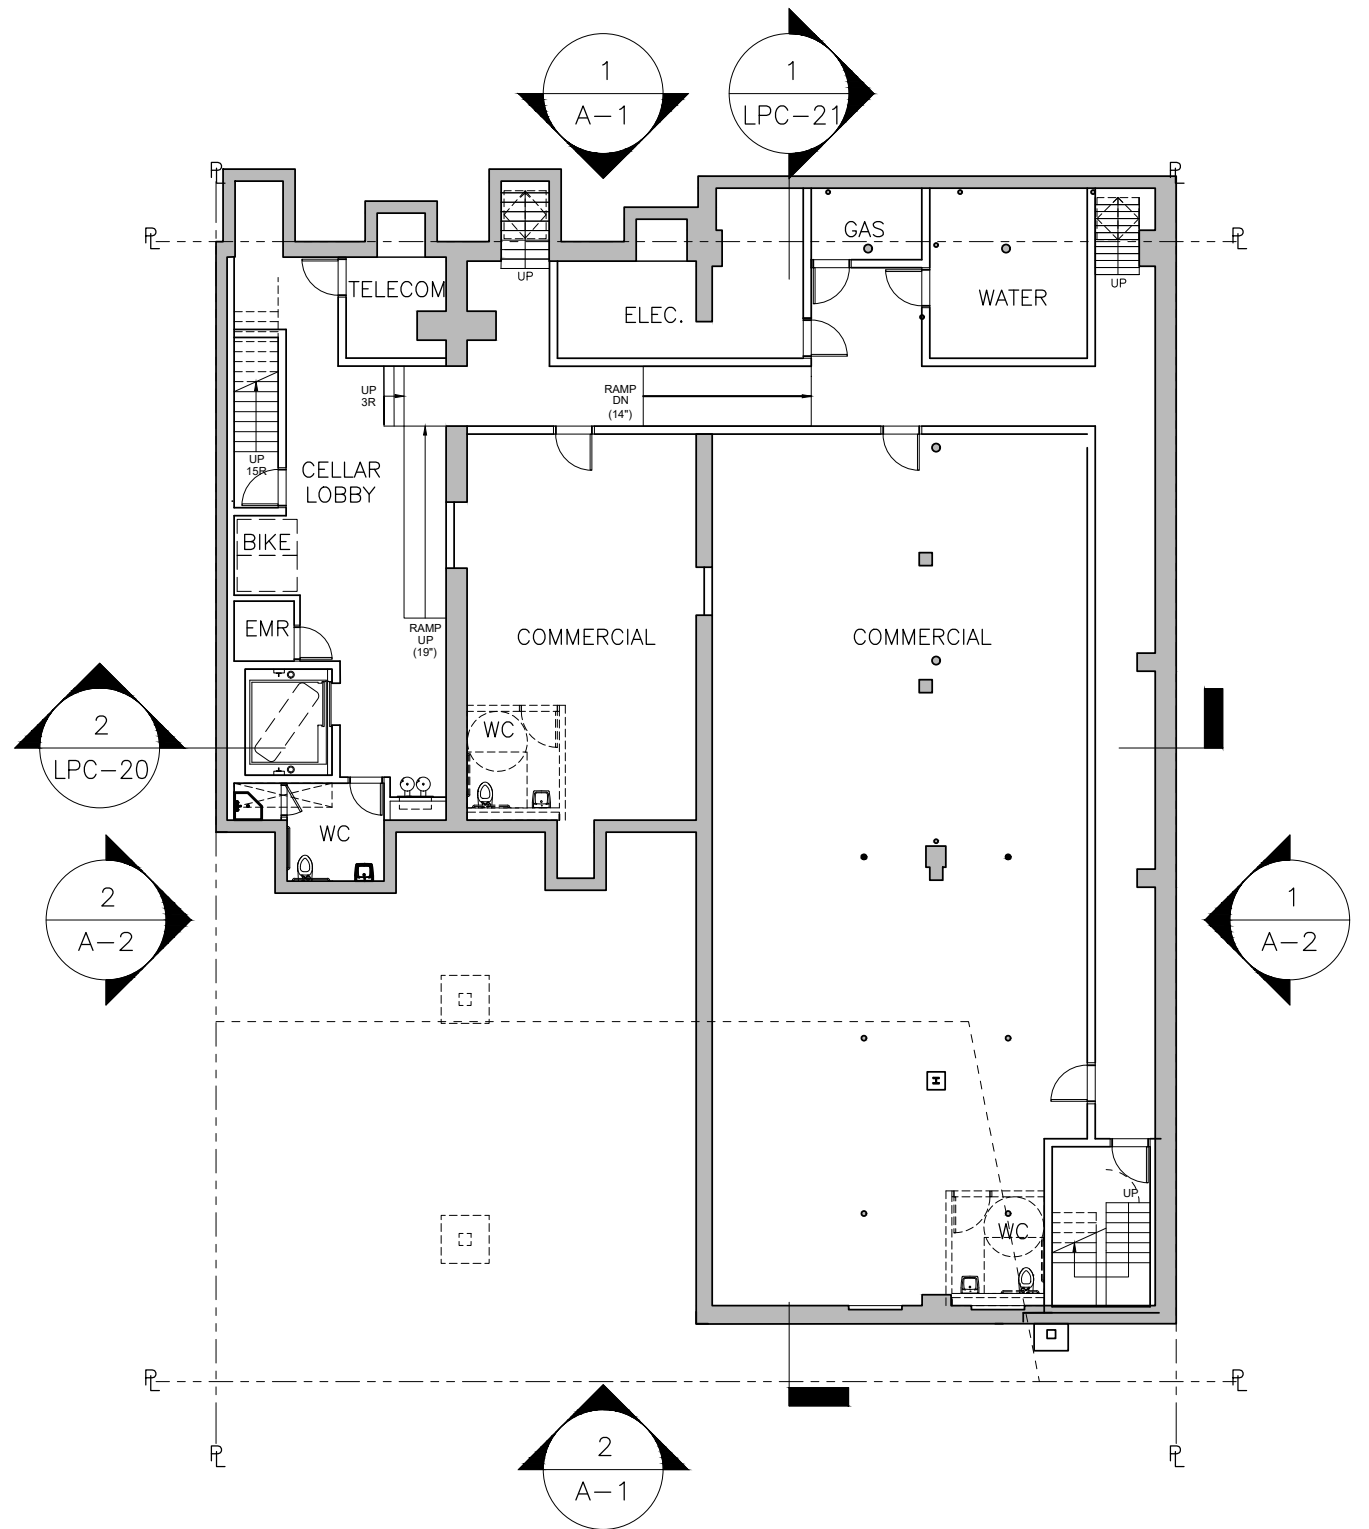 1
A-1
1
LPC-21
PL
PL
PL
PL
GAS
TELECOM
UP
UP
WATER
ELEC.
UP
3R
RAMP
DN
(14")
UP
15R
CELLAR
LOBBY
BIKE
EMR
RAMP
UP
(19")
COMMERCIAL
COMMERCIAL
2
LPC-20
WC
WC
2
A-2
1
A-2
UP
WC
PL
PL
2
A-1
PL
PL